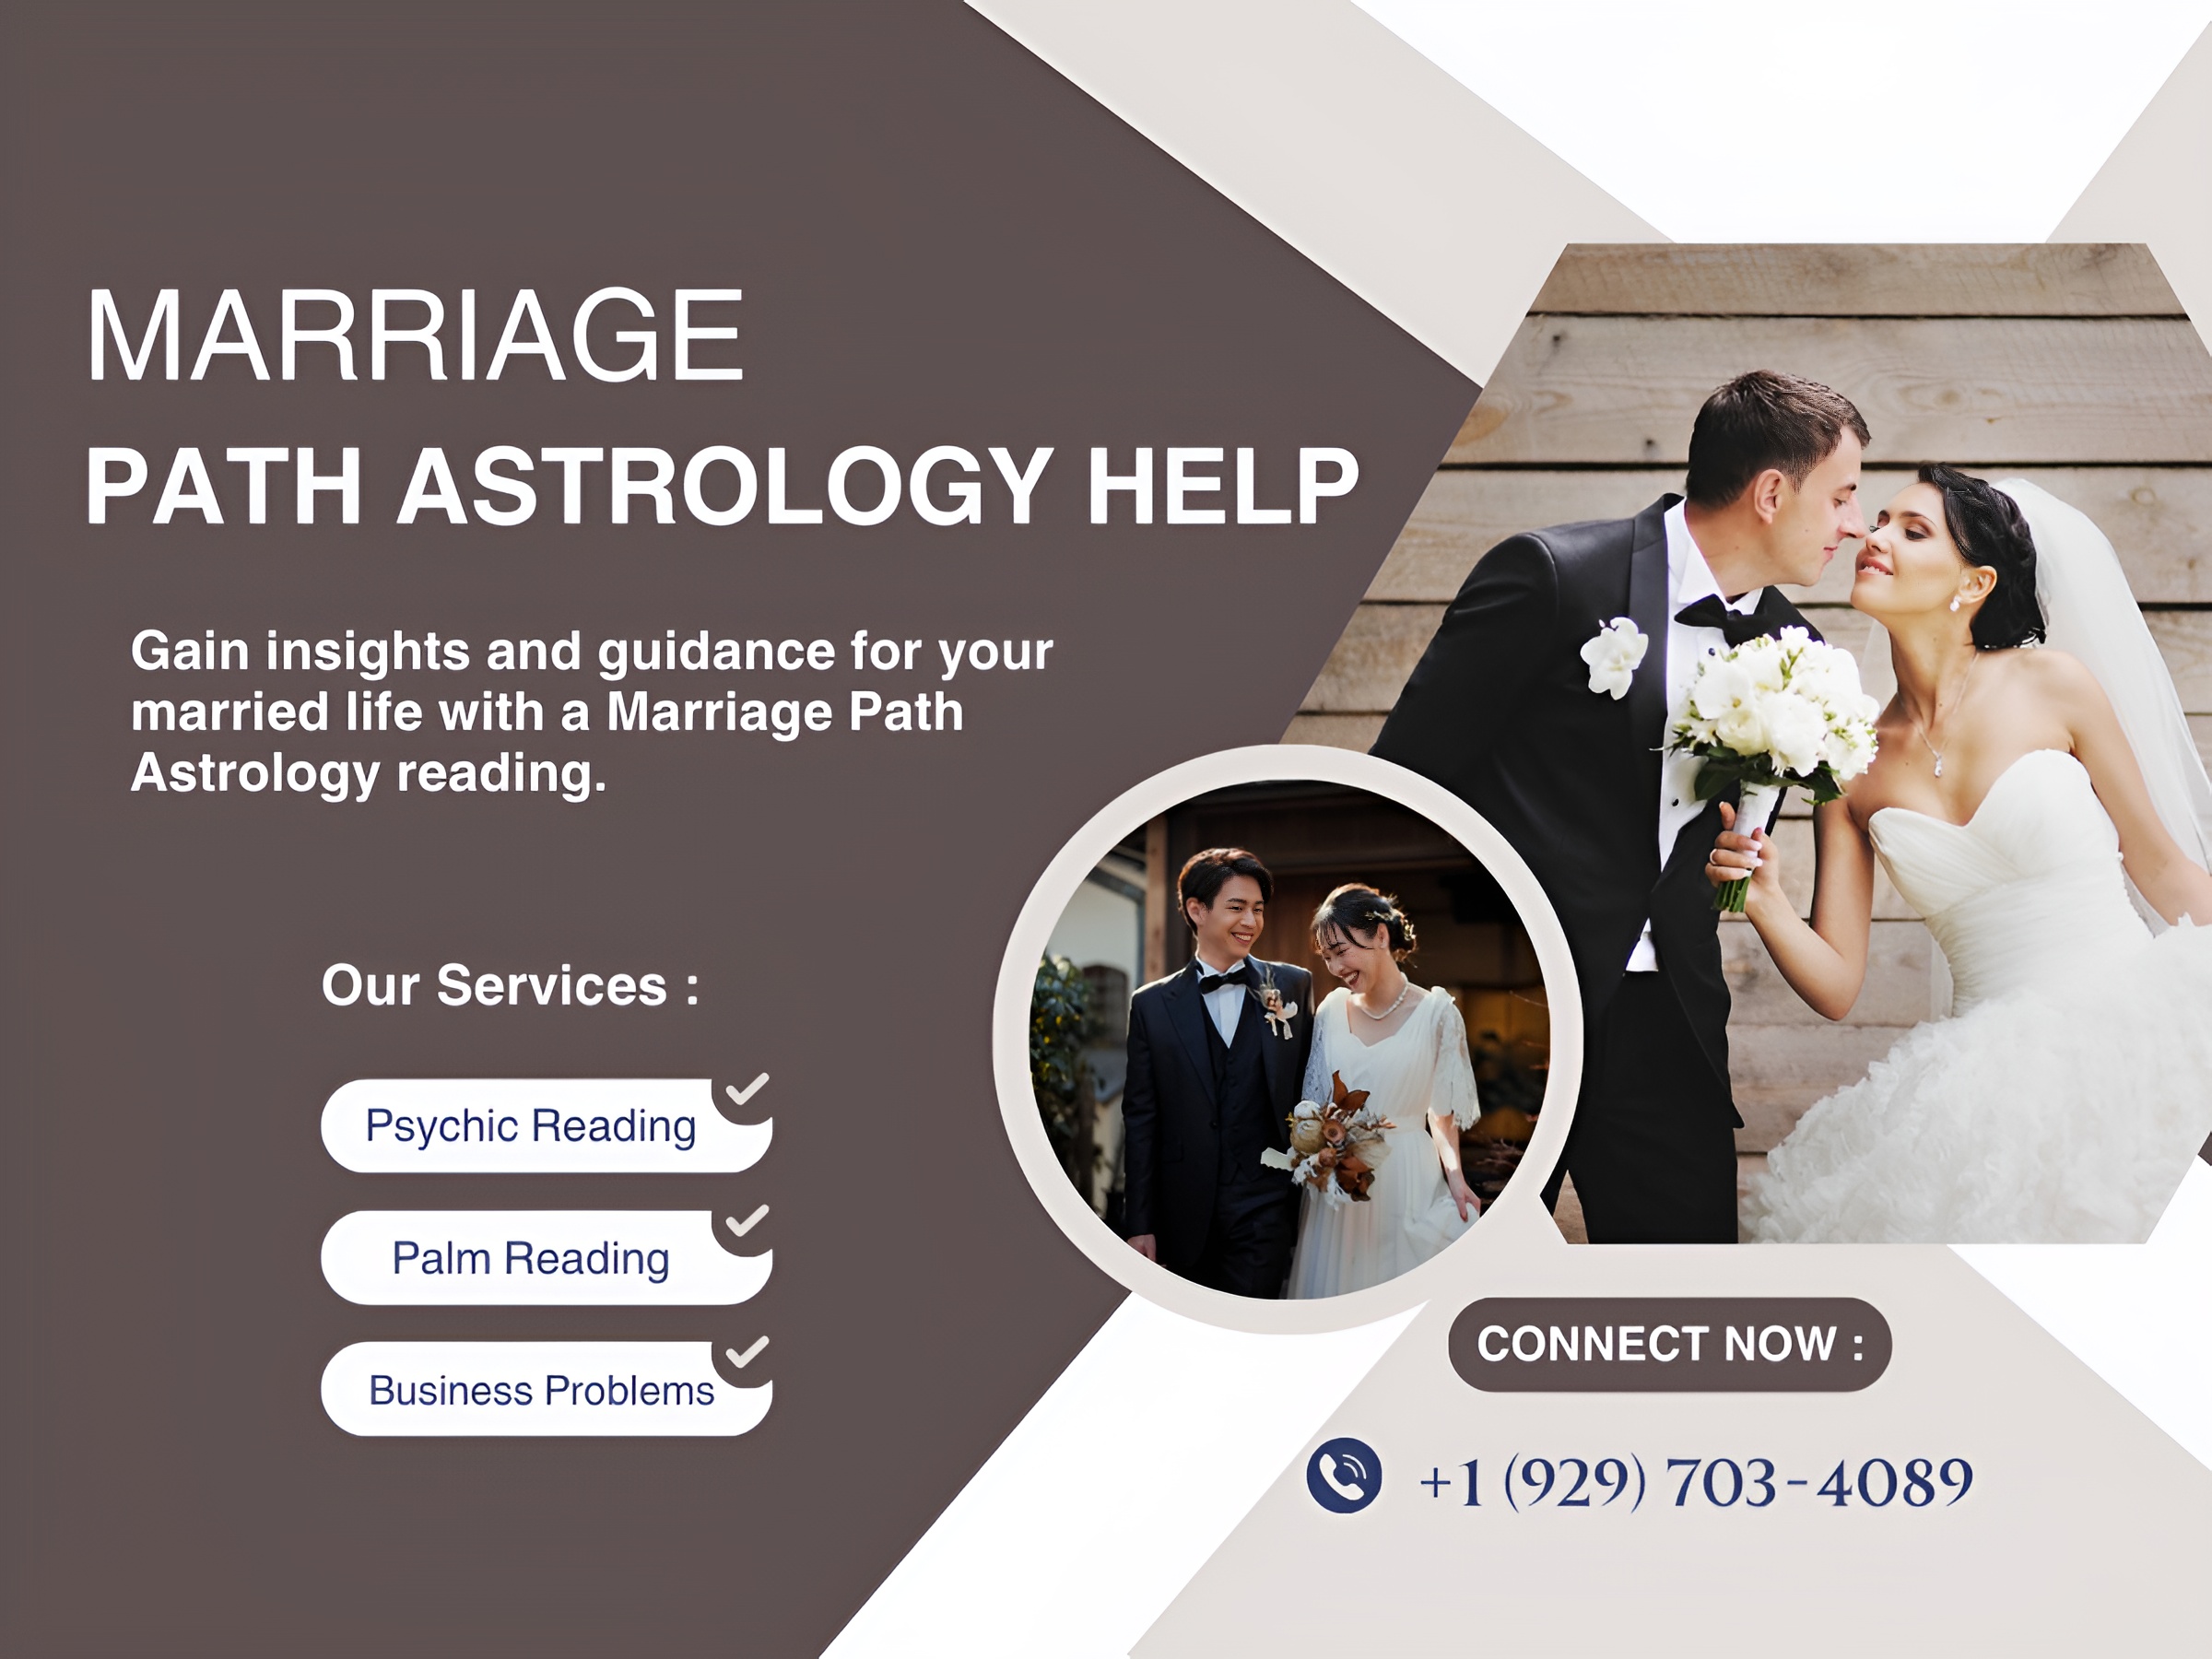 MARRIAGE
PATH ASTROLOGY HELP
Gain insights and guidance for your
married life with a Marriage Path
Astrology reading.
Our Services :
Psychic Reading
Palm Reading
Business Problems
CONNECT NOW :
+1 (929) 703-4089